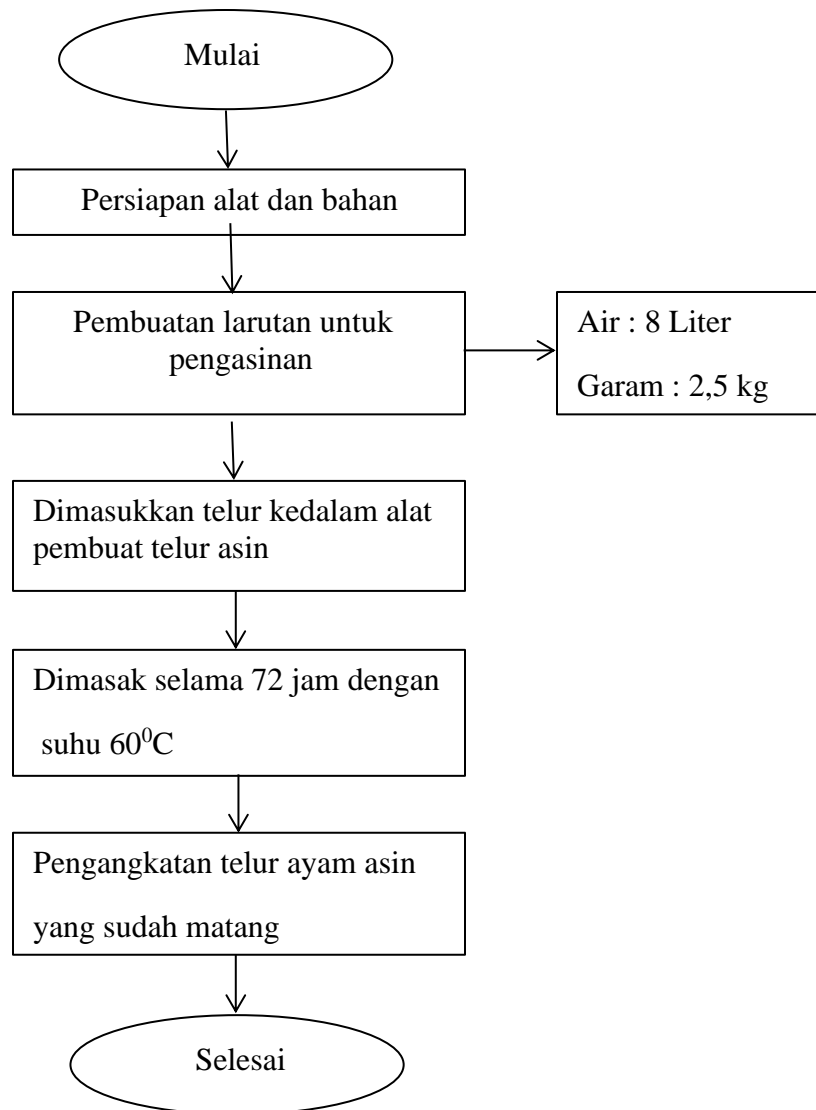 Mulai
Persiapan alat dan bahan
Pembuatan larutan untuk
pengasinan
Air : 8 Liter
Garam : 2,5 kg
Dimasukkan telur kedalam alat
pembuat telur asin
Dimasak selama 72 jam dengan
suhu 60⁰C
Pengangkatan telur ayam asin
yang sudah matang
Selesai